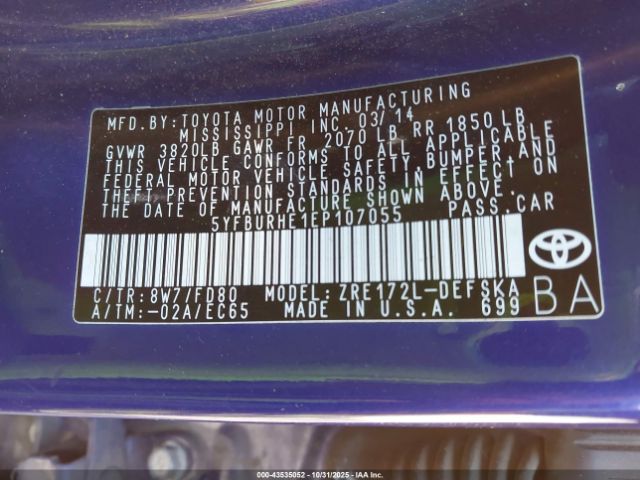 MFD. BY: TOYOTA MOTOR MANUFACTURING
MISSISSIPPI INC. 03/14
GVWR 3820LB GAWR FR 2070 LB RR 1850 LB
THIS VEHICLE CONFORMS TO ALL APPLICABLE
FEDERAL MOTOR VEHICLE SAFETY, BUMPER, AND
THEFT PREVENTION STANDARDS IN EFFECT ON
THE DATE OF MANUFACTURE SHOWN ABOVE.
5YFBURHE1EP107055 PASS. CAR
C/TR: 8W7/FD80 MODEL: ZRE172L-DEFSKA
A/TM: -02A/EC65 MADE IN U.S.A. 699
BA
00-43535052 | 10/31/2025 - IAA Inc.